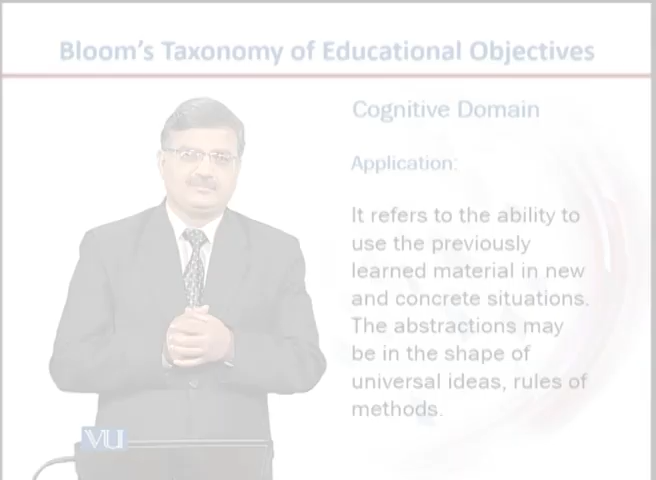 Bloom's Taxonomy of Educational Objectives
Cognitive Domain
Application:
It refers to the ability to
use the previously
learned material in new
and concrete situations.
The abstractions may
be in the shape of
universal ideas, rules of
methods.
VU